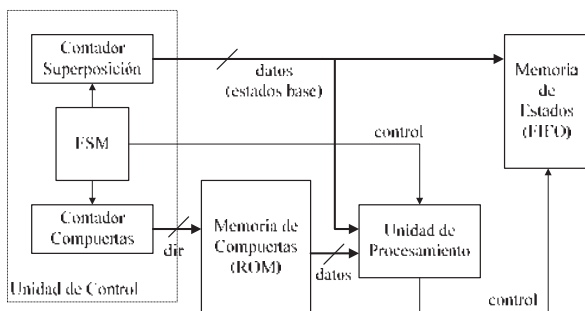 Contador
Superposición
datos
(estados base)
Memoria
de
Estados
(FIFO)
FSM
control
Contador
Compuertas
dir
Memoria de
Compuertas
(ROM)
datos
Unidad de
Procesamiento
Unidad de Control
control